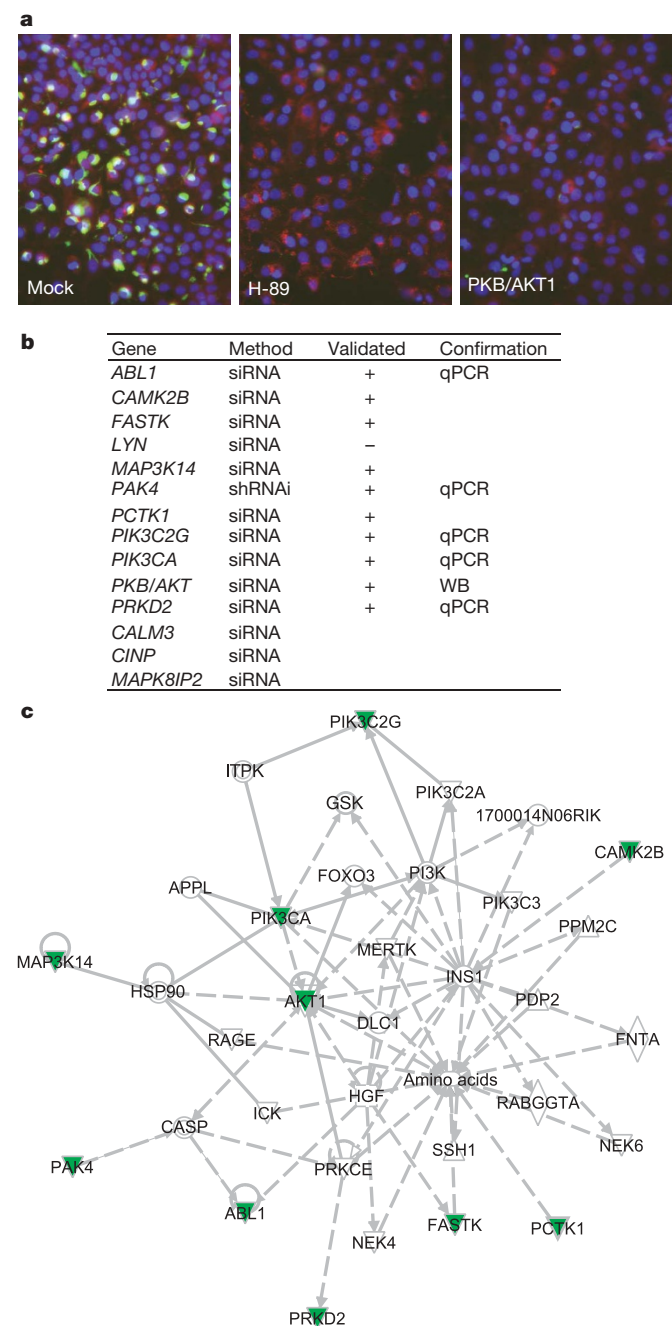 a
Mock
H-89
PKB/AKT1
b
Gene Method Validated Confirmation
ABL1 siRNA + qPCR
CAMK2B siRNA +
FASTK siRNA +
LYN siRNA –
MAP3K14 siRNA +
PAK4 shRNAi + qPCR
PCTK1 siRNA +
PIK3C2G siRNA + qPCR
PIK3CA siRNA + qPCR
PKB/AKT siRNA + WB
PRKD2 siRNA + qPCR
CALM3 siRNA
CINP siRNA
MAPK8IP2 siRNA
c
PIK3C2G
ITPK
PIK3C2A
GSK
1700014N06RIK
CAMK2B
FOXO3
PI3K
APPL
PIK3C3
PIK3CA
PPM2C
MERTK
MAP3K14
INS1
HSP90
AKT1
PDP2
DLC1
RAGE
FNTA
Amino acids
HGF
RABGGTA
ICK
CASP
NEK6
SSH1
PAK4
PRKCE
ABL1
FASTK
PCTK1
NEK4
PRKD2